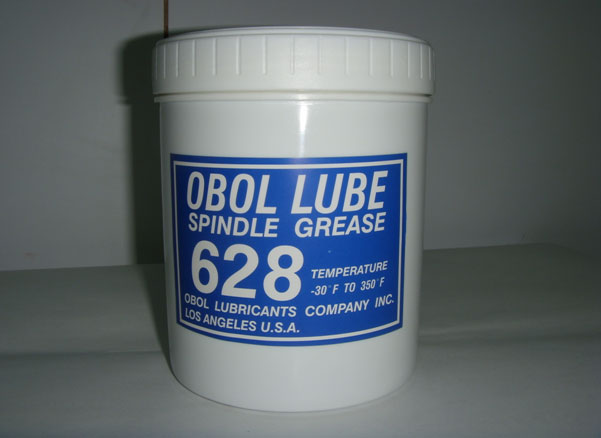 OBOL LUBE
SPINDLE GREASE
628
TEMPERATURE
-30°F TO 350°F
OBOL LUBRICANTS COMPANY INC.
LOS ANGELES U.S.A.